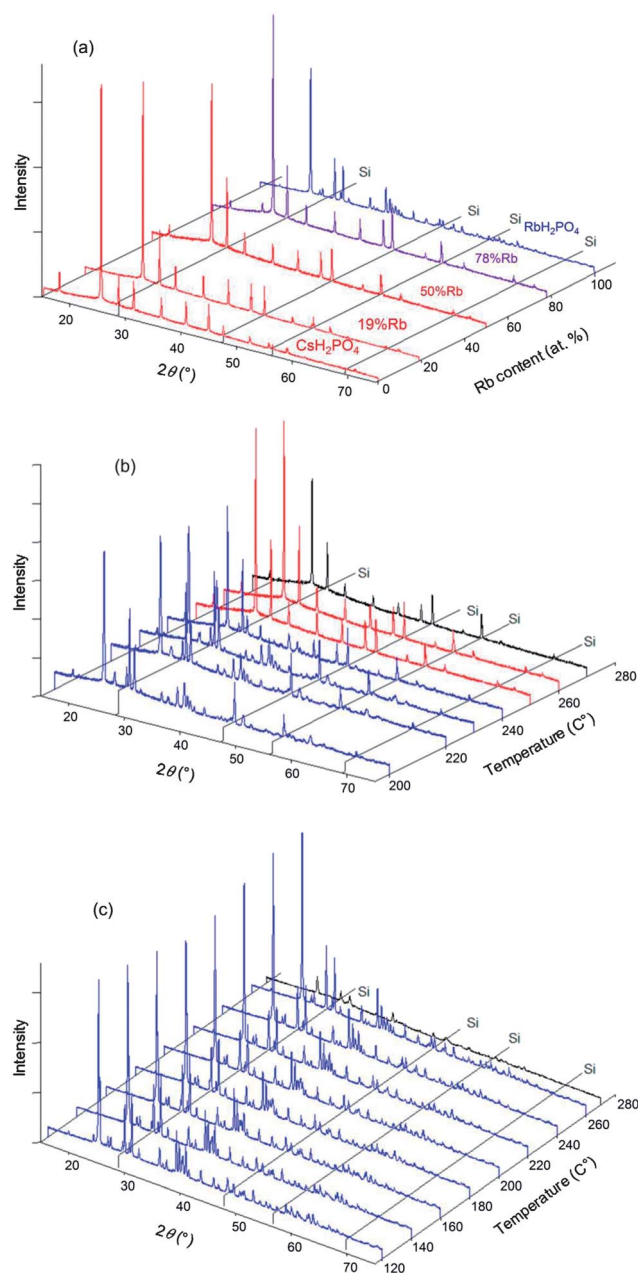 (a)
Intensity
Si
Si
Si
RbH2PO4
Si
78%Rb
50%Rb
19%Rb
CsH2PO4
20
30
40
50
60
70
2θ(°)
0
20
40
60
80
100
Rb content (at. %)
(b)
Intensity
Si
Si
Si
Si
20
30
40
50
60
70
2θ(°)
200
220
240
260
280
Temperature (C°)
(c)
Intensity
Si
Si
Si
Si
20
30
40
50
60
70
2θ(°)
120
140
160
180
200
220
240
260
280
Temperature (C°)